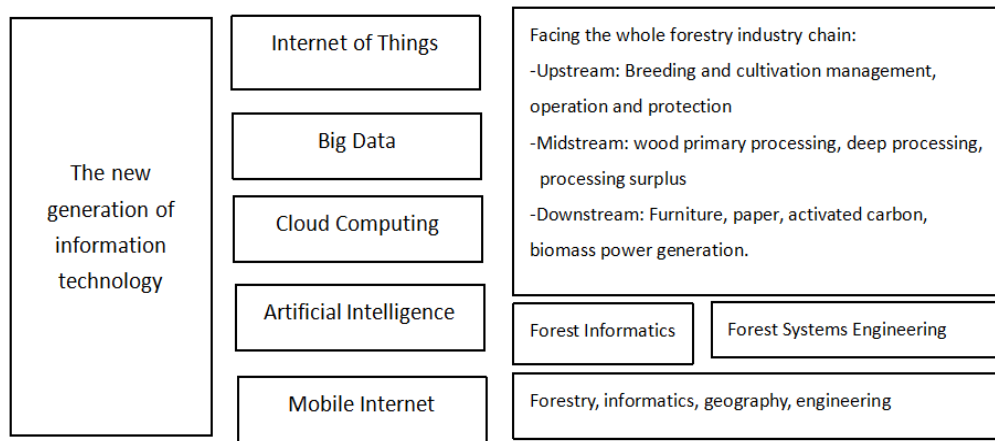 The new
generation of
information
technology
Internet of Things
Big Data
Cloud Computing
Artificial Intelligence
Mobile Internet
Facing the whole forestry industry chain:
-Upstream: Breeding and cultivation management,
operation and protection
-Midstream: wood primary processing, deep processing,
processing surplus
-Downstream: Furniture, paper, activated carbon,
biomass power generation.
Forest Informatics
Forest Systems Engineering
Forestry, informatics, geography, engineering